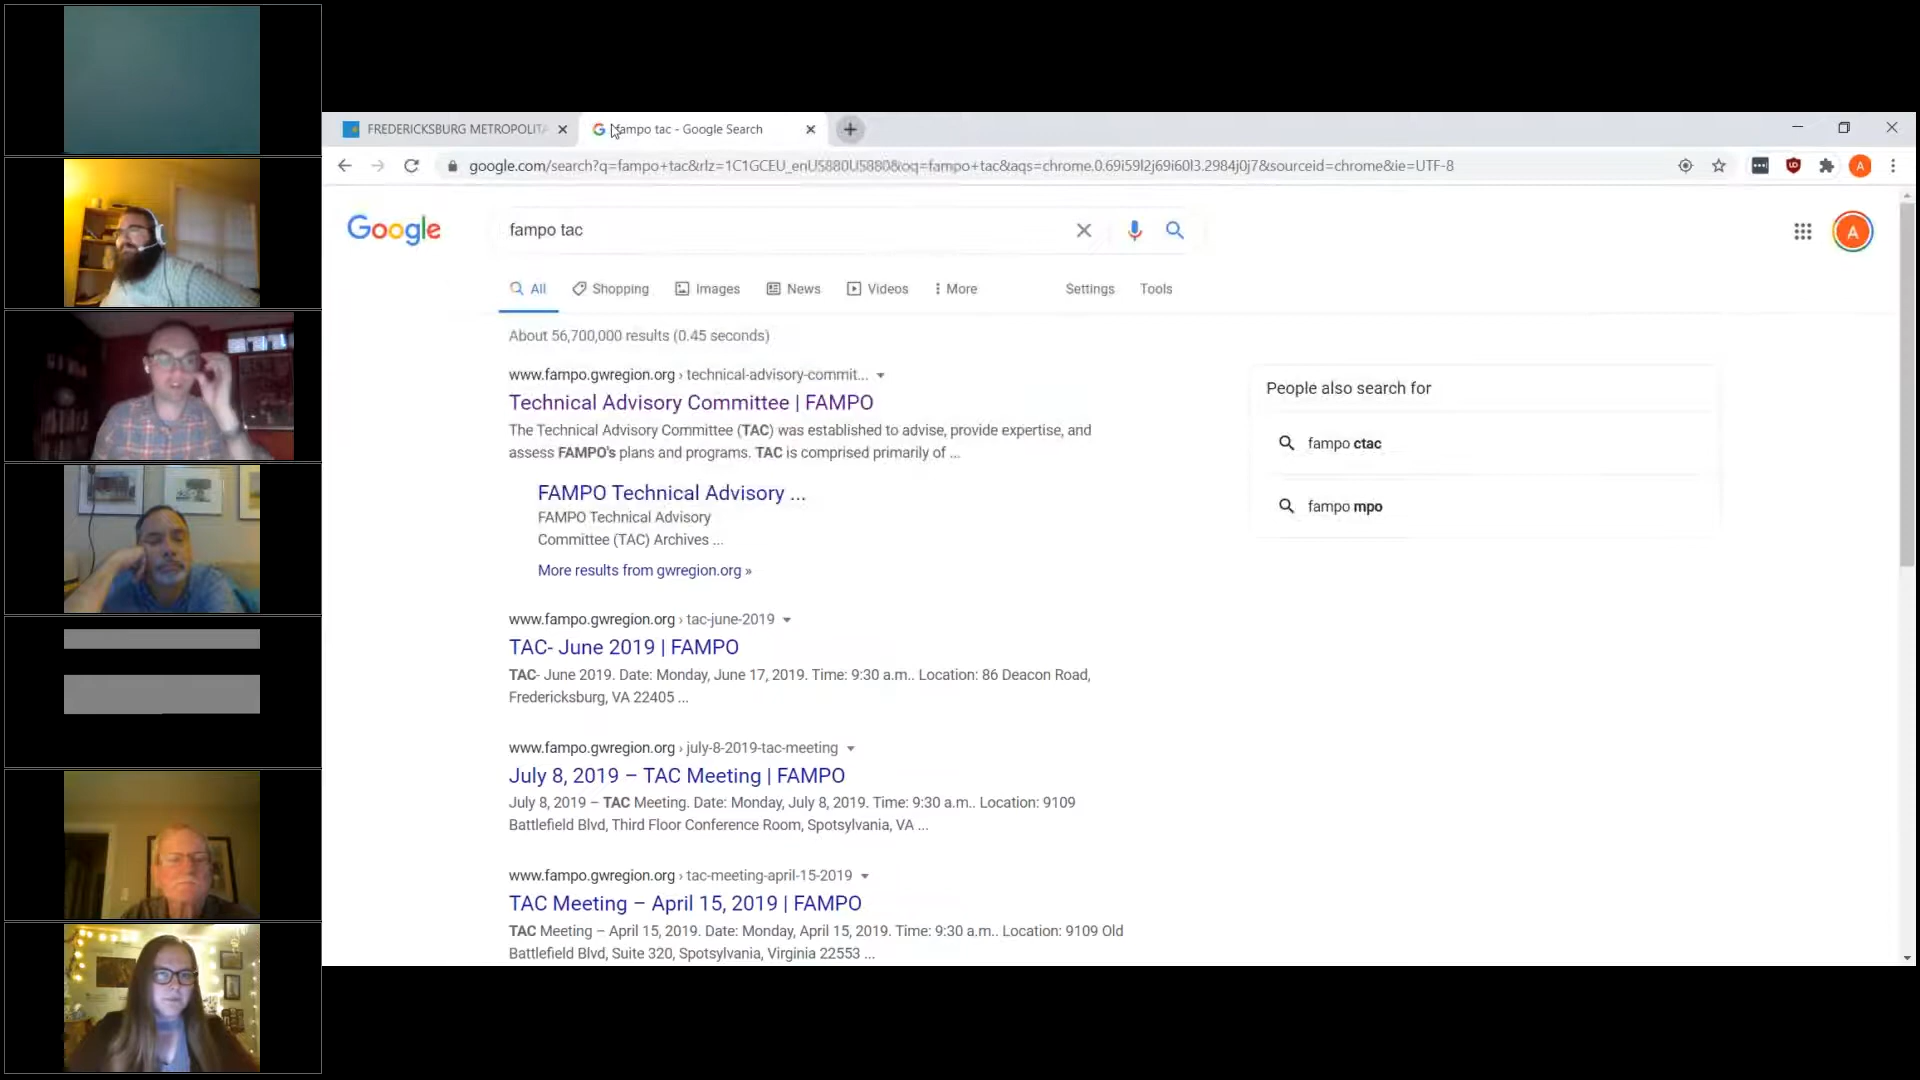 FREDERICKSBURG METROPOLITA
fampo tac - Google Search
google.com/search?q=fampo+tac&rlz=1C1GCEU_enUS880US880&oq=fampo+tac&aqs=chrome.0.69i59l2j69i60l3.2984j0j7&sourceid=chrome&ie=UTF-8
A
Google
fampo tac
A
All
Shopping
Images
News
Videos
More
Settings
Tools
About 56,700,000 results (0.45 seconds)
www.fampo.gwregion.org › technical-advisory-commit...
Technical Advisory Committee | FAMPO
The Technical Advisory Committee (TAC) was established to advise, provide expertise, and
assess FAMPO's plans and programs. TAC is comprised primarily of ...
FAMPO Technical Advisory ...
FAMPO Technical Advisory
Committee (TAC) Archives ...
More results from gwregion.org »
www.fampo.gwregion.org › tac-june-2019
TAC- June 2019 | FAMPO
TAC- June 2019. Date: Monday, June 17, 2019. Time: 9:30 a.m.. Location: 86 Deacon Road,
Fredericksburg, VA 22405 ...
www.fampo.gwregion.org › july-8-2019-tac-meeting
July 8, 2019 – TAC Meeting | FAMPO
July 8, 2019 – TAC Meeting. Date: Monday, July 8, 2019. Time: 9:30 a.m.. Location: 9109
Battlefield Blvd, Third Floor Conference Room, Spotsylvania, VA ...
www.fampo.gwregion.org › tac-meeting-april-15-2019
TAC Meeting – April 15, 2019 | FAMPO
TAC Meeting – April 15, 2019. Date: Monday, April 15, 2019. Time: 9:30 a.m.. Location: 9109 Old
Battlefield Blvd, Suite 320, Spotsylvania, Virginia 22553 ...
People also search for
fampo ctac
fampo mpo